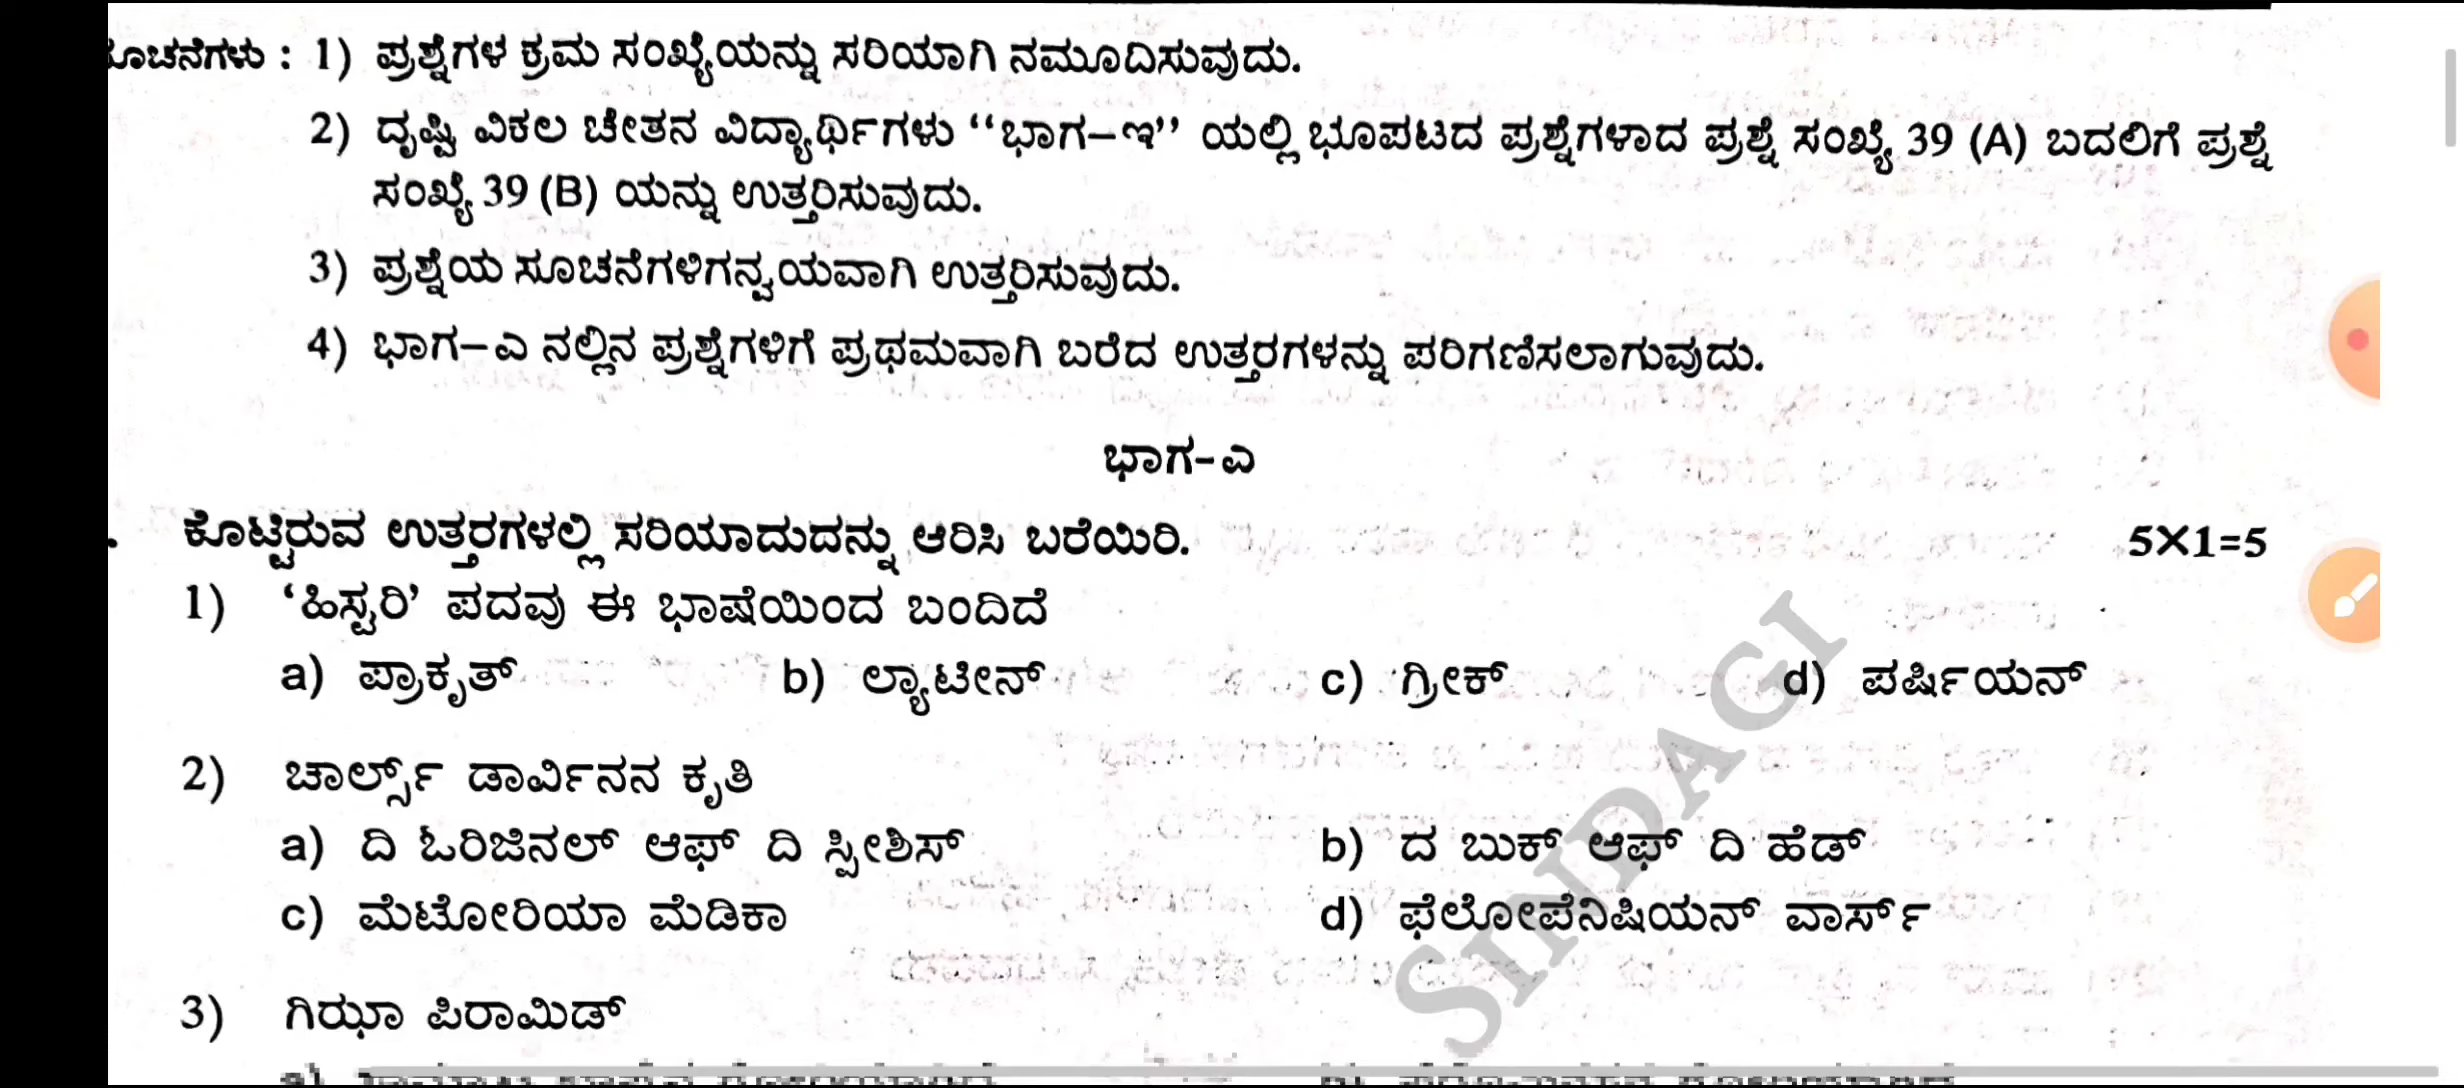 ಸೂಚನೆಗಳು : 1) ಪ್ರಶ್ನೆಗಳ ಕ್ರಮ ಸಂಖ್ಯೆಯನ್ನು ಸರಿಯಾಗಿ ನಮೂದಿಸುವುದು.
2) ದೃಷ್ಟಿ ವಿಕಲ ಚೇತನ ವಿದ್ಯಾರ್ಥಿಗಳು “ಭಾಗ–ಇ” ಯಲ್ಲಿ ಭೂಪಟದ ಪ್ರಶ್ನೆಗಳಾದ ಪ್ರಶ್ನೆ ಸಂಖ್ಯೆ 39 (A) ಬದಲಿಗೆ ಪ್ರಶ್ನೆ
ಸಂಖ್ಯೆ 39 (B) ಯನ್ನು ಉತ್ತರಿಸುವುದು.
3) ಪ್ರಶ್ನೆಯ ಸೂಚನೆಗಳಿಗನ್ವಯವಾಗಿ ಉತ್ತರಿಸುವುದು.
4) ಭಾಗ–ಎ ನಲ್ಲಿನ ಪ್ರಶ್ನೆಗಳಿಗೆ ಪ್ರಥಮವಾಗಿ ಬರೆದ ಉತ್ತರಗಳನ್ನು ಪರಿಗಣಿಸಲಾಗುವುದು.
ಭಾಗ–ಎ
ಕೊಟ್ಟಿರುವ ಉತ್ತರಗಳಲ್ಲಿ ಸರಿಯಾದುದನ್ನು ಆರಿಸಿ ಬರೆಯಿರಿ. 5×1=5
1) ‘ಹಿಸ್ಟರಿ’ ಪದವು ಈ ಭಾಷೆಯಿಂದ ಬಂದಿದೆ
a) ಪ್ರಾಕೃತ್ b) ಲ್ಯಾಟೀನ್ c) ಗ್ರೀಕ್ d) ಪರ್ಷಿಯನ್
2) ಚಾರ್ಲ್ಸ್ ಡಾರ್ವಿನನ ಕೃತಿ
a) ದಿ ಓರಿಜಿನಲ್ ಆಫ್ ದಿ ಸ್ಪೀಶಿಸ್ b) ದ ಬುಕ್ ಆಫ್ ದಿ ಹೆಡ್
c) ಮೆಟೋರಿಯಾ ಮೆಡಿಕಾ d) ಫೆಲೋಪೆನಿಷಿಯನ್ ವಾರ್ಸ್
3) ಗಿಝಾ ಪಿರಾಮಿಡ್
SINDAGI